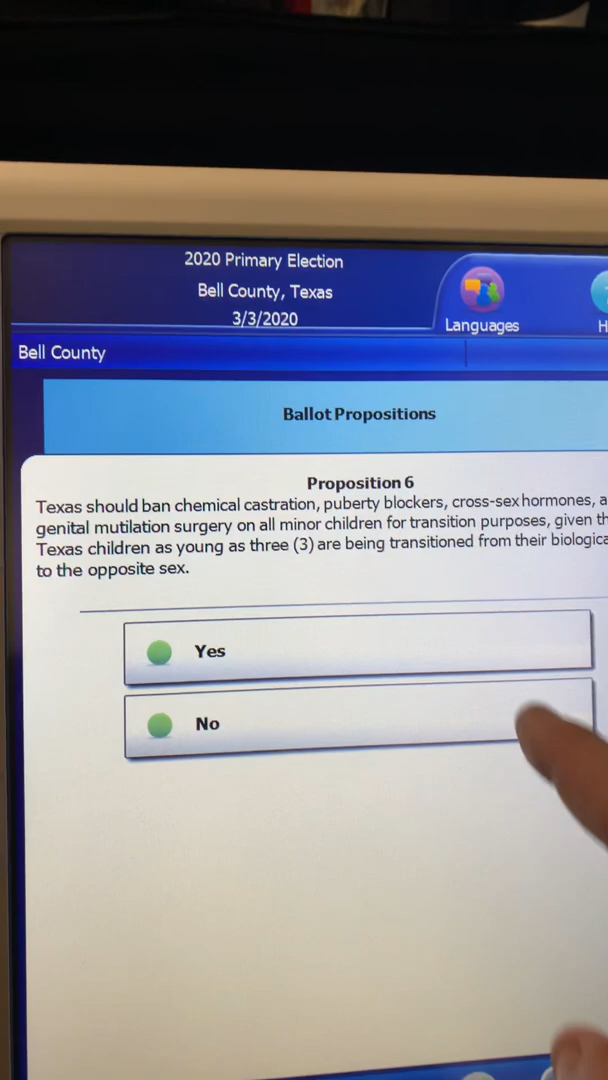 2020 Primary Election
Bell County, Texas
3/3/2020
Languages
H
Bell County
Ballot Propositions
Proposition 6
Texas should ban chemical castration, puberty blockers, cross-sex hormones, a
genital mutilation surgery on all minor children for transition purposes, given th
Texas children as young as three (3) are being transitioned from their biologica
to the opposite sex.
Yes
No